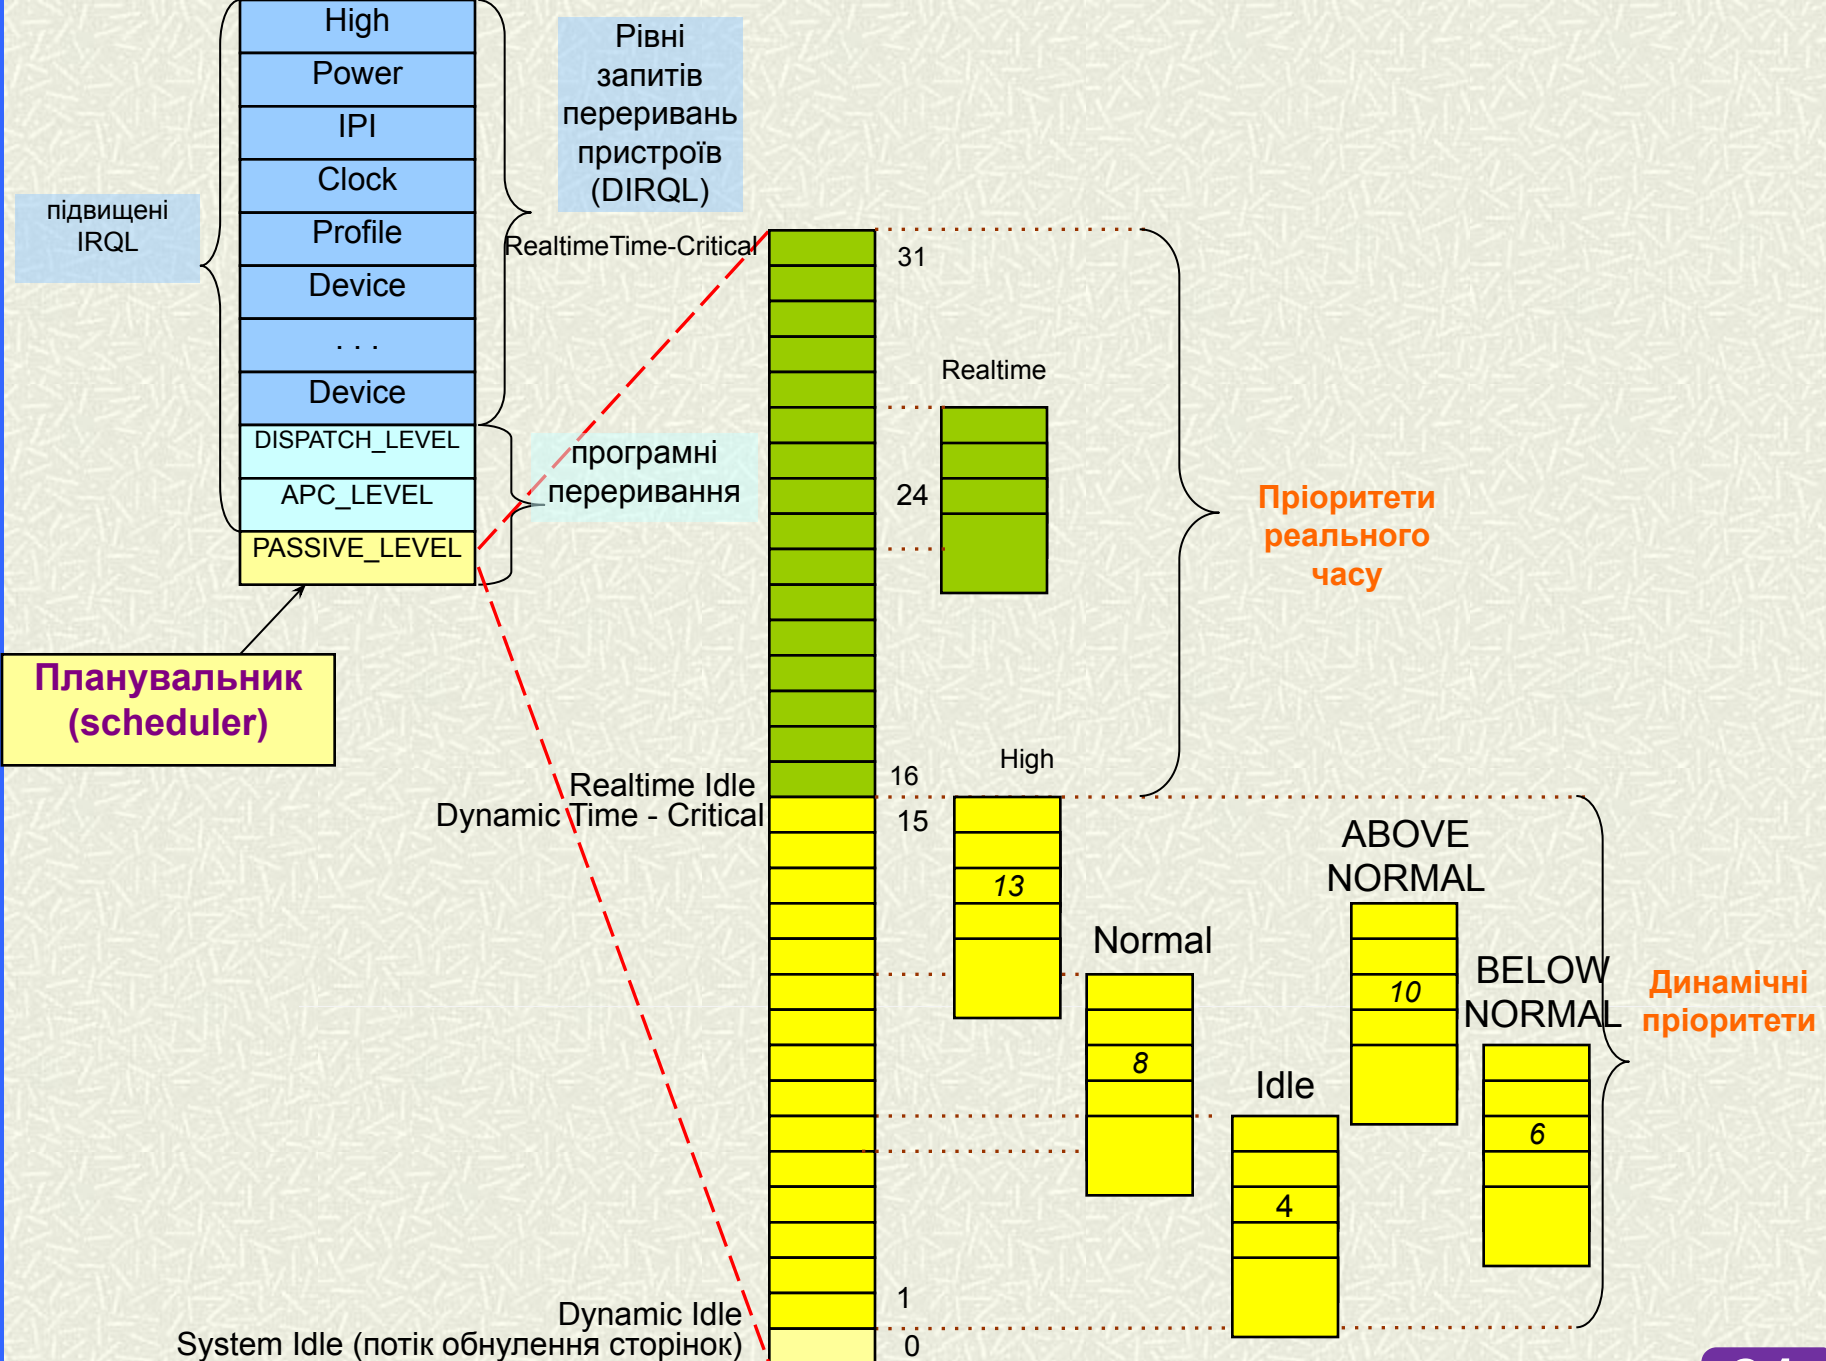 High
Power
IPI
Clock
Profile
Device
. . .
Device
DISPATCH_LEVEL
APC_LEVEL
PASSIVE_LEVEL
підвищені
IRQL
Рівні
запитів
переривань
пристроїв
(DIRQL)
програмні
переривання
Планувальник
(scheduler)
RealtimeTime-Critical
31
Realtime
24
Пріоритети
реального
часу
Realtime Idle
16
Dynamic Time - Critical
15
High
13
Normal
8
Idle
4
ABOVE
NORMAL
10
BELOW
NORMAL
6
Динамічні
пріоритети
Dynamic Idle
1
System Idle (потік обнулення сторінок)
0